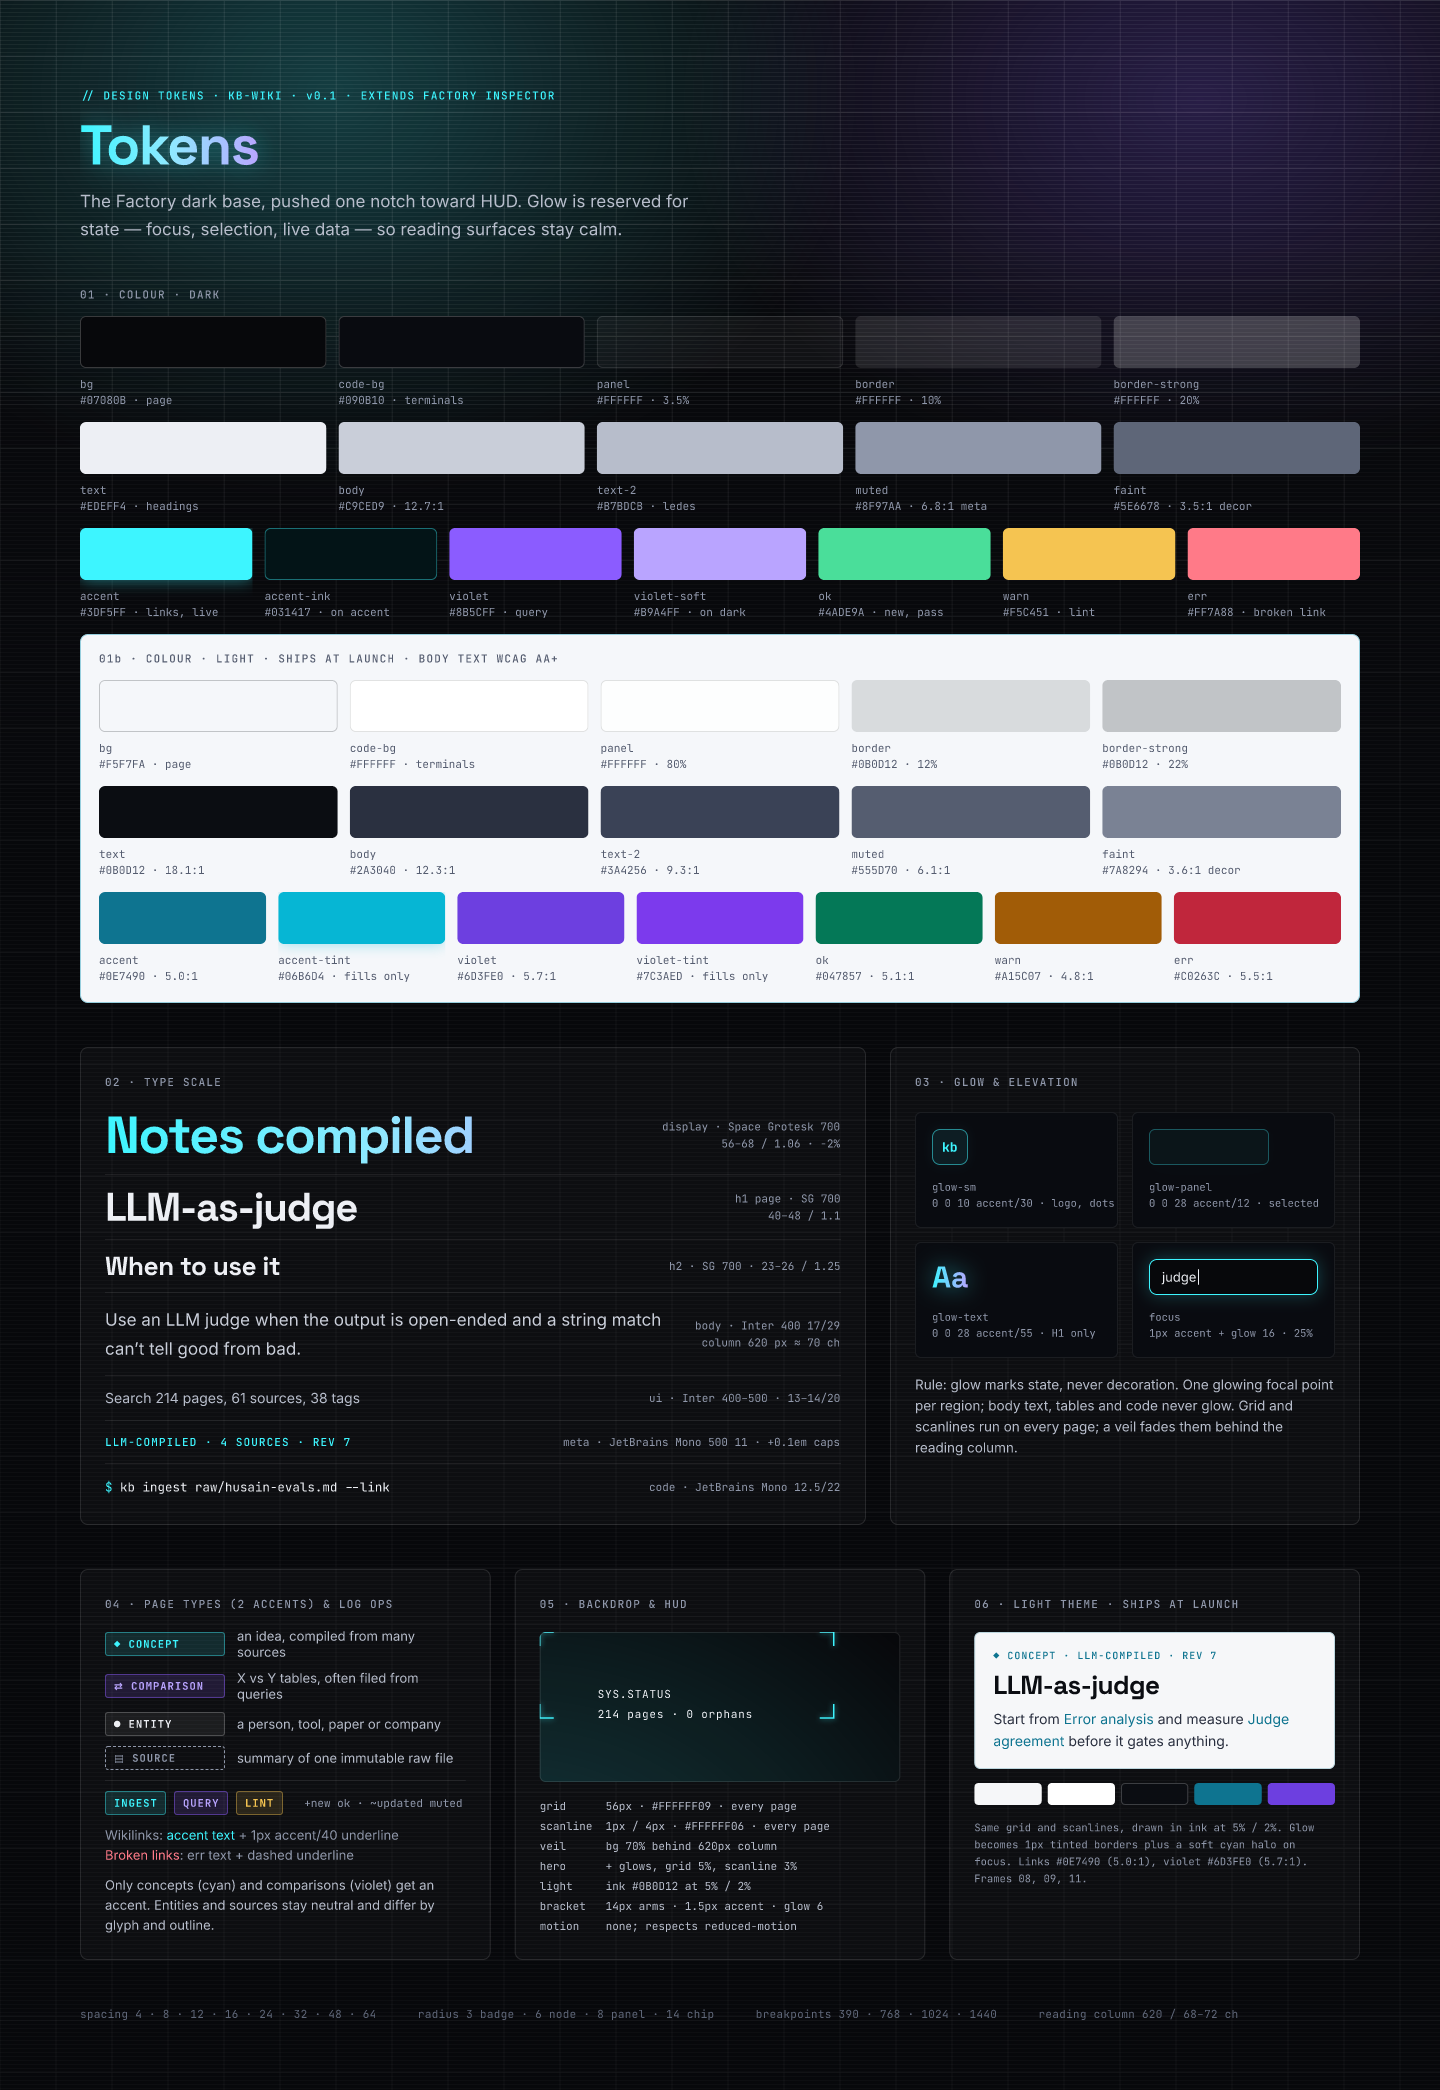 // DESIGN TOKENS · KB-WIKI · v0.1 · EXTENDS FACTORY INSPECTOR
Tokens
The Factory dark base, pushed one notch toward HUD. Glow is reserved for
state — focus, selection, live data — so reading surfaces stay calm.
01 · COLOUR · DARK
bg
#07080B · page
code-bg
#090B10 · terminals
panel
#FFFFFF · 3.5%
border
#FFFFFF · 10%
border-strong
#FFFFFF · 20%
text
#EDEFF4 · headings
body
#C9CED9 · 12.7:1
text-2
#B7BDCB · ledes
muted
#8F97AA · 6.8:1 meta
faint
#5E6678 · 3.5:1 decor
accent
#3DF5FF · links, live
accent-ink
#031417 · on accent
violet
#8B5CFF · query
violet-soft
#B9A4FF · on dark
ok
#4ADE9A · new, pass
warn
#F5C451 · lint
err
#FF7A88 · broken link
01b · COLOUR · LIGHT · SHIPS AT LAUNCH · BODY TEXT WCAG AA+
bg
#F5F7FA · page
code-bg
#FFFFFF · terminals
panel
#FFFFFF · 80%
border
#0B0D12 · 12%
border-strong
#0B0D12 · 22%
text
#0B0D12 · 18.1:1
body
#2A3040 · 12.3:1
text-2
#3A4256 · 9.3:1
muted
#555D70 · 6.1:1
faint
#7A8294 · 3.6:1 decor
accent
#0E7490 · 5.0:1
accent-tint
#06B6D4 · fills only
violet
#6D3FE0 · 5.7:1
violet-tint
#7C3AED · fills only
ok
#047857 · 5.1:1
warn
#A15C07 · 4.8:1
err
#C0263C · 5.5:1
02 · TYPE SCALE
Notes compiled
display · Space Grotesk 700
56–68 / 1.06 · -2%
LLM-as-judge
h1 page · SG 700
40–48 / 1.1
When to use it
h2 · SG 700 · 23–26 / 1.25
Use an LLM judge when the output is open-ended and a string match
can't tell good from bad.
body · Inter 400 17/29
column 620 px ≈ 70 ch
Search 214 pages, 61 sources, 38 tags
ui · Inter 400–500 · 13–14/20
LLM-COMPILED · 4 SOURCES · REV 7
meta · JetBrains Mono 500 11 · +0.1em caps
$ kb ingest raw/husain-evals.md --link
code · JetBrains Mono 12.5/22
03 · GLOW & ELEVATION
kb
glow-sm
0 0 10 accent/30 · logo, dots
glow-panel
0 0 28 accent/12 · selected
Aa
glow-text
0 0 28 accent/55 · H1 only
judge
focus
1px accent + glow 16 · 25%
Rule: glow marks state, never decoration. One glowing focal point
per region; body text, tables and code never glow. Grid and
scanlines run on every page; a veil fades them behind the
reading column.
04 · PAGE TYPES (2 ACCENTS) & LOG OPS
◆ CONCEPT
an idea, compiled from many
sources
⇄ COMPARISON
X vs Y tables, often filed from
queries
● ENTITY
a person, tool, paper or company
▤ SOURCE
summary of one immutable raw file
INGEST
QUERY
LINT
+new ok · ~updated muted
Wikilinks: accent text + 1px accent/40 underline
Broken links: err text + dashed underline
Only concepts (cyan) and comparisons (violet) get an
accent. Entities and sources stay neutral and differ by
glyph and outline.
05 · BACKDROP & HUD
SYS.STATUS
214 pages · 0 orphans
grid 56px · #FFFFFF09 · every page
scanline 1px / 4px · #FFFFFF06 · every page
veil bg 70% behind 620px column
hero + glows, grid 5%, scanline 3%
light ink #0B0D12 at 5% / 2%
bracket 14px arms · 1.5px accent · glow 6
motion none; respects reduced-motion
06 · LIGHT THEME · SHIPS AT LAUNCH
◆ CONCEPT · LLM-COMPILED · REV 7
LLM-as-judge
Start from Error analysis and measure Judge
agreement before it gates anything.
Same grid and scanlines, drawn in ink at 5% / 2%. Glow
becomes 1px tinted borders plus a soft cyan halo on
focus. Links #0E7490 (5.0:1), violet #6D3FE0 (5.7:1).
Frames 08, 09, 11.
spacing 4 · 8 · 12 · 16 · 24 · 32 · 48 · 64
radius 3 badge · 6 node · 8 panel · 14 chip
breakpoints 390 · 768 · 1024 · 1440
reading column 620 / 68–72 ch